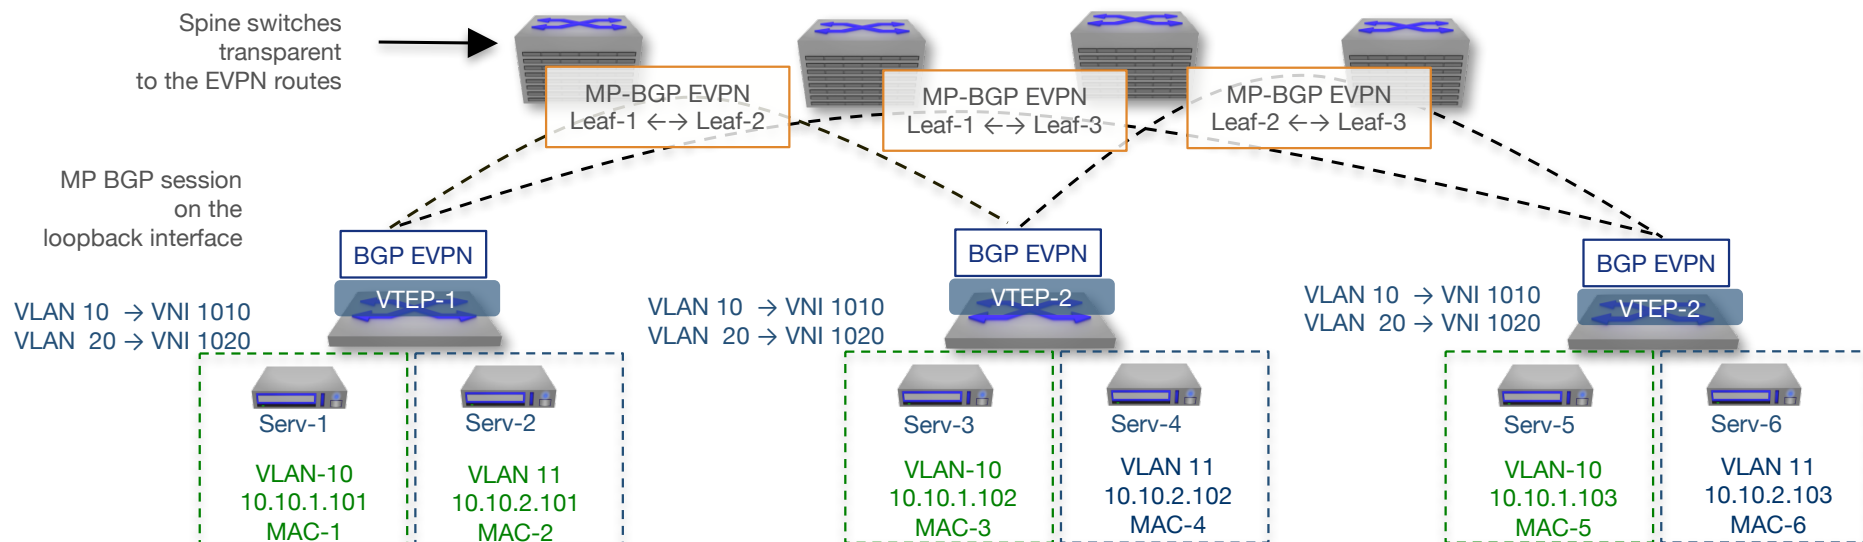 Spine switches
transparent
to the EVPN routes
MP-BGP EVPN
Leaf-1 ←→ Leaf-2
MP-BGP EVPN
Leaf-1 ←→ Leaf-3
MP-BGP EVPN
Leaf-2 ←→ Leaf-3
MP BGP session
on the
loopback interface
BGP EVPN
VTEP-1
VLAN 10 → VNI 1010
VLAN 20 → VNI 1020
BGP EVPN
VTEP-2
VLAN 10 → VNI 1010
VLAN 20 → VNI 1020
BGP EVPN
VTEP-2
VLAN 10 → VNI 1010
VLAN 20 → VNI 1020
Serv-1
VLAN-10
10.10.1.101
MAC-1
Serv-2
VLAN 11
10.10.2.101
MAC-2
Serv-3
VLAN-10
10.10.1.102
MAC-3
Serv-4
VLAN 11
10.10.2.102
MAC-4
Serv-5
VLAN-10
10.10.1.103
MAC-5
Serv-6
VLAN 11
10.10.2.103
MAC-6